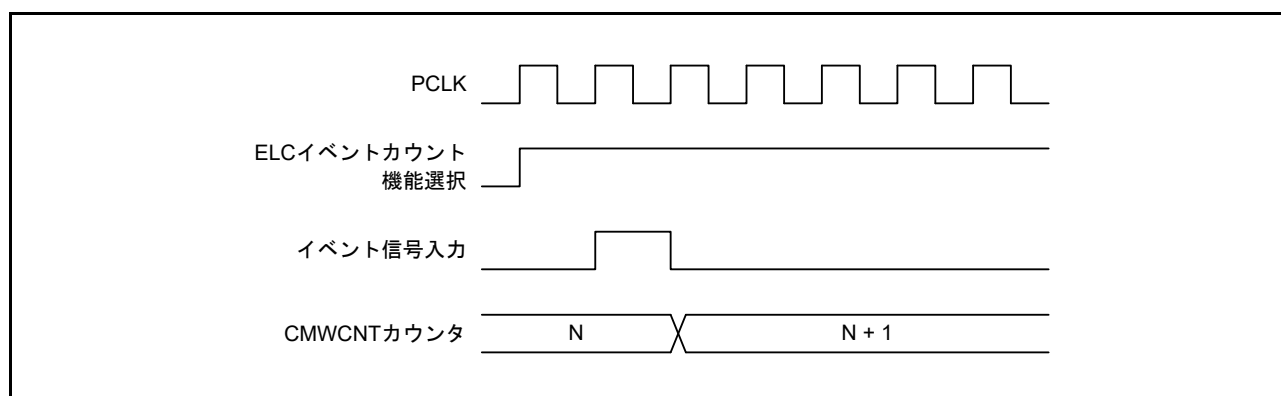 PCLK
ELCイベントカウント
機能選択
イベント信号入力
CMWCNTカウンタ
N
N + 1